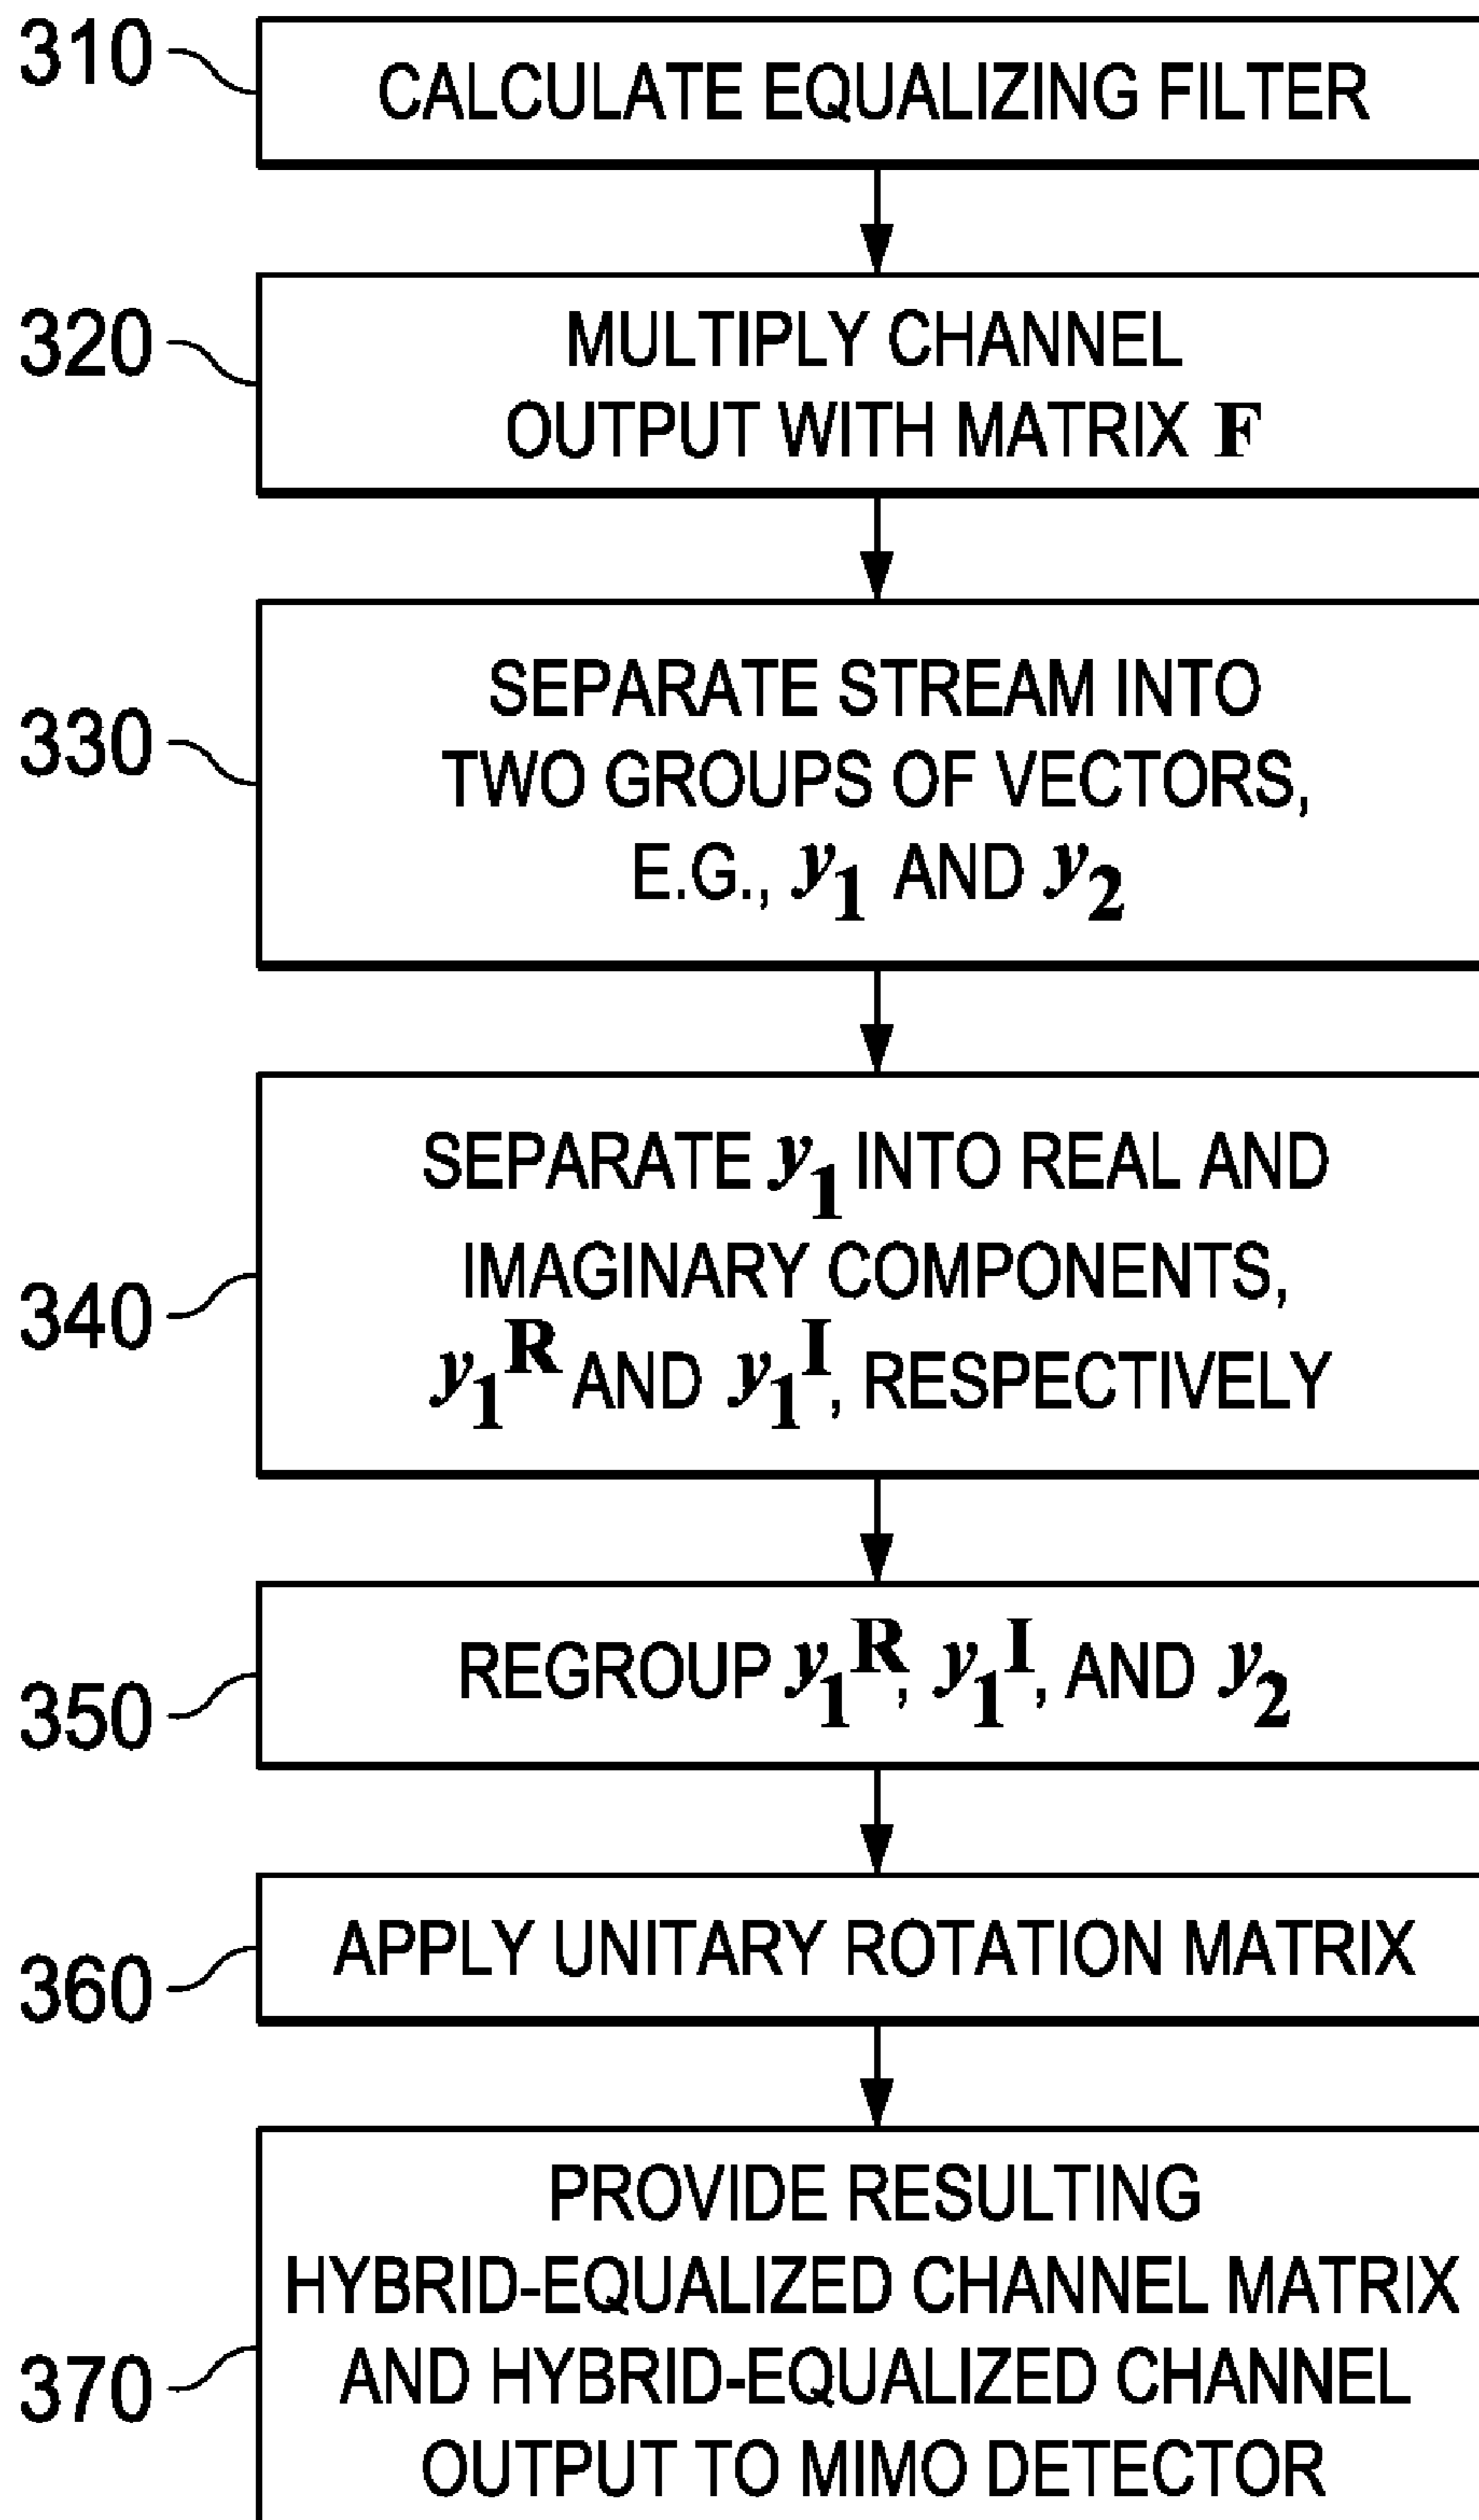 310
CALCULATE EQUALIZING FILTER
320
MULTIPLY CHANNEL
OUTPUT WITH MATRIX F
330
SEPARATE STREAM INTO
TWO GROUPS OF VECTORS,
E.G., y₁ AND y₂
340
SEPARATE y₁ INTO REAL AND
IMAGINARY COMPONENTS,
y₁ᴿ AND y₁ᴵ, RESPECTIVELY
350
REGROUP y₁ᴿ, y₁ᴵ, AND y₂
360
APPLY UNITARY ROTATION MATRIX
370
PROVIDE RESULTING
HYBRID-EQUALIZED CHANNEL MATRIX
AND HYBRID-EQUALIZED CHANNEL
OUTPUT TO MIMO DETECTOR